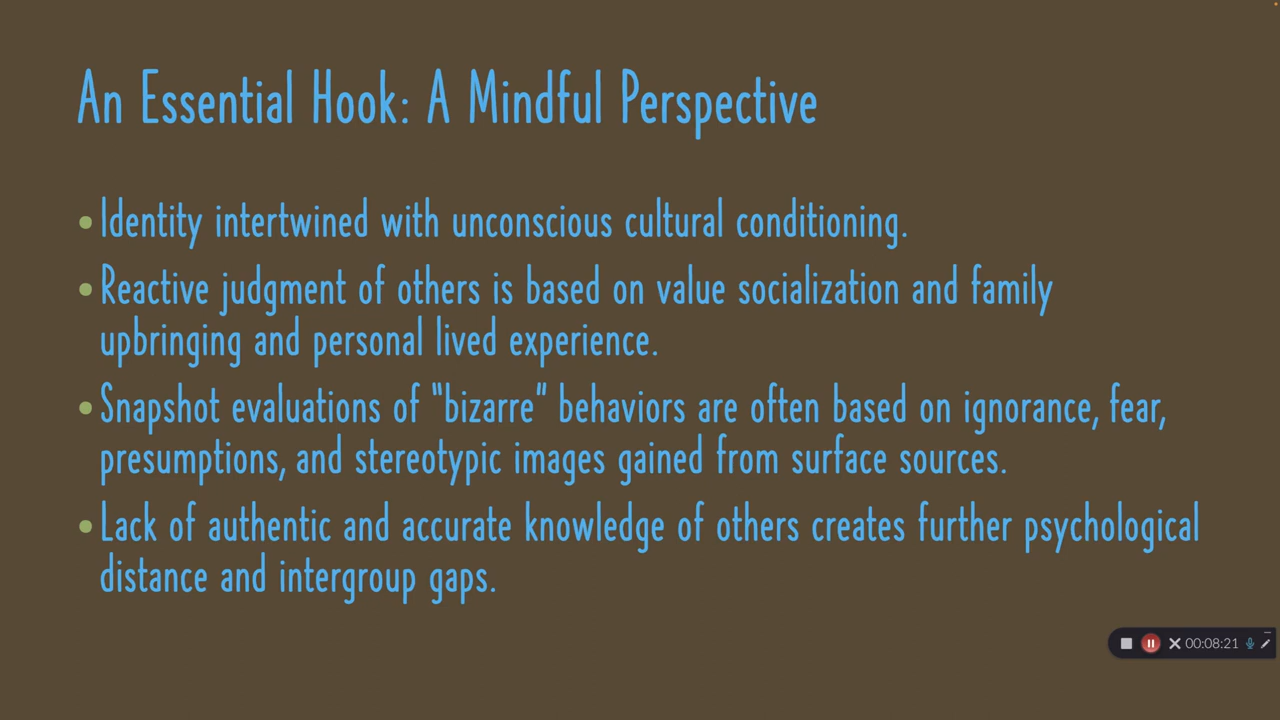 An Essential Hook: A Mindful Perspective
•Identity intertwined with unconscious cultural conditioning.
•Reactive judgment of others is based on value socialization and family
upbringing and personal lived experience.
•Snapshot evaluations of "bizarre" behaviors are often based on ignorance, fear,
presumptions, and stereotypic images gained from surface sources.
•Lack of authentic and accurate knowledge of others creates further psychological
distance and intergroup gaps.
00:08:21